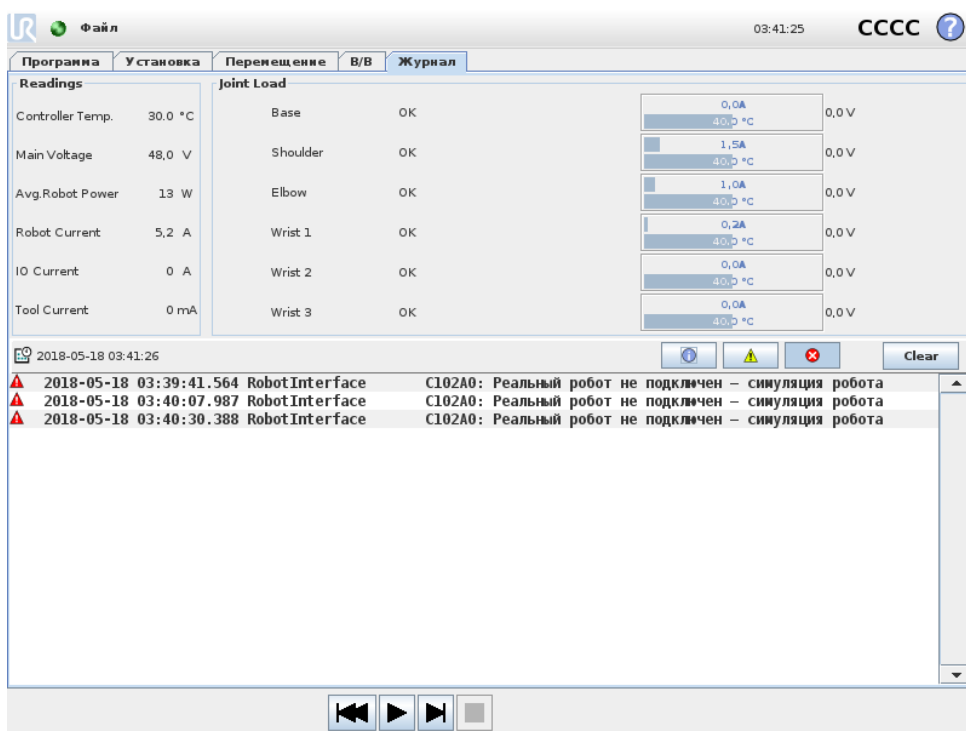 UR Файл 03:41:25 CCCC ?
Программа Установка Перемещение В/В Журнал
Readings Joint Load
Controller Temp. 30.0 °C Base OK 0,0A 40,0 °C 0,0 V
Main Voltage 48,0 V Shoulder OK 1,5A 40,0 °C 0,0 V
Avg.Robot Power 13 W Elbow OK 1,0A 40,0 °C 0,0 V
Robot Current 5,2 A Wrist 1 OK 0,2A 40,0 °C 0,0 V
IO Current 0 A Wrist 2 OK 0,0A 40,0 °C 0,0 V
Tool Current 0 mA Wrist 3 OK 0,0A 40,0 °C 0,0 V
2018-05-18 03:41:26 Clear
2018-05-18 03:39:41.564 RobotInterface C102A0: Реальный робот не подключен – симуляция робота
2018-05-18 03:40:07.987 RobotInterface C102A0: Реальный робот не подключен – симуляция робота
2018-05-18 03:40:30.388 RobotInterface C102A0: Реальный робот не подключен – симуляция робота